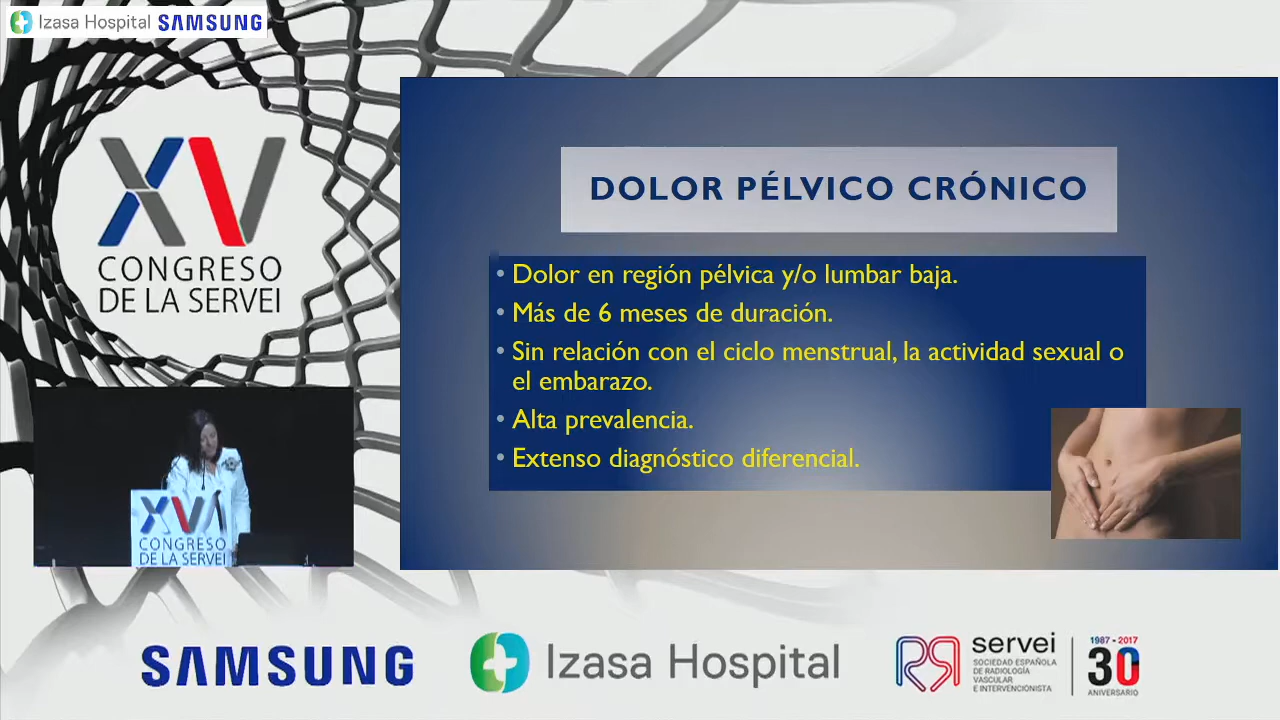 Izasa Hospital SAMSUNG
XV
CONGRESO
DE LA SERVEI
DOLOR PÉLVICO CRÓNICO
• Dolor en región pélvica y/o lumbar baja.
• Más de 6 meses de duración.
• Sin relación con el ciclo menstrual, la actividad sexual o
el embarazo.
• Alta prevalencia.
• Extenso diagnóstico diferencial.
XV
CONGRESO
DE LA SERVEI
SAMSUNG
Izasa Hospital
servei
SOCIEDAD ESPAÑOLA
DE RADIOLOGÍA
VASCULAR
E INTERVENCIONISTA
1987 - 2017
30
ANIVERSARIO